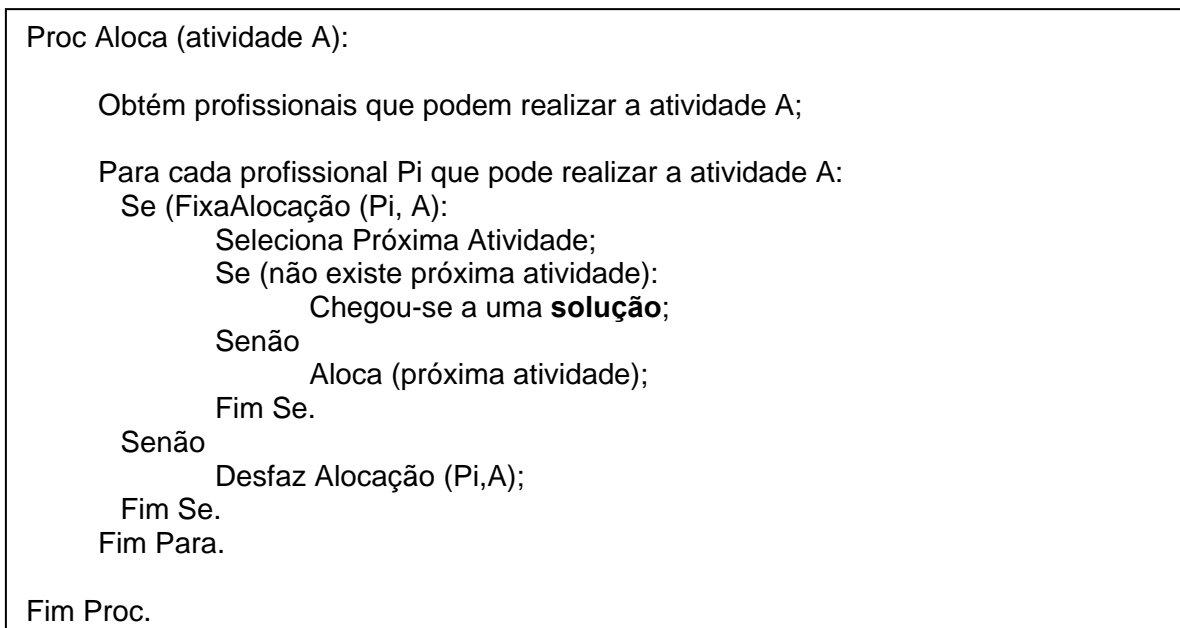 Proc Aloca (atividade A):
Obtém profissionais que podem realizar a atividade A;
Para cada profissional Pi que pode realizar a atividade A:
Se (FixaAlocação (Pi, A):
Seleciona Próxima Atividade;
Se (não existe próxima atividade):
Chegou-se a uma solução;
Senão
Aloca (próxima atividade);
Fim Se.
Senão
Desfaz Alocação (Pi,A);
Fim Se.
Fim Para.
Fim Proc.